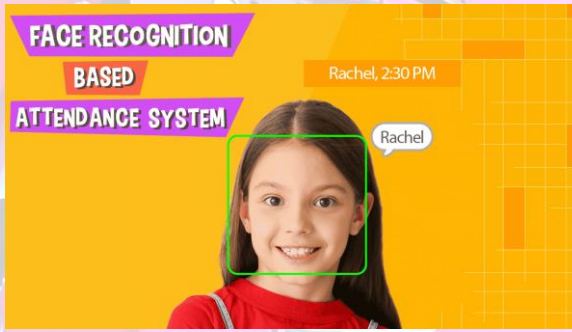 FACE RECOGNITION
BASED
ATTENDANCE SYSTEM
Rachel, 2:30 PM
Rachel